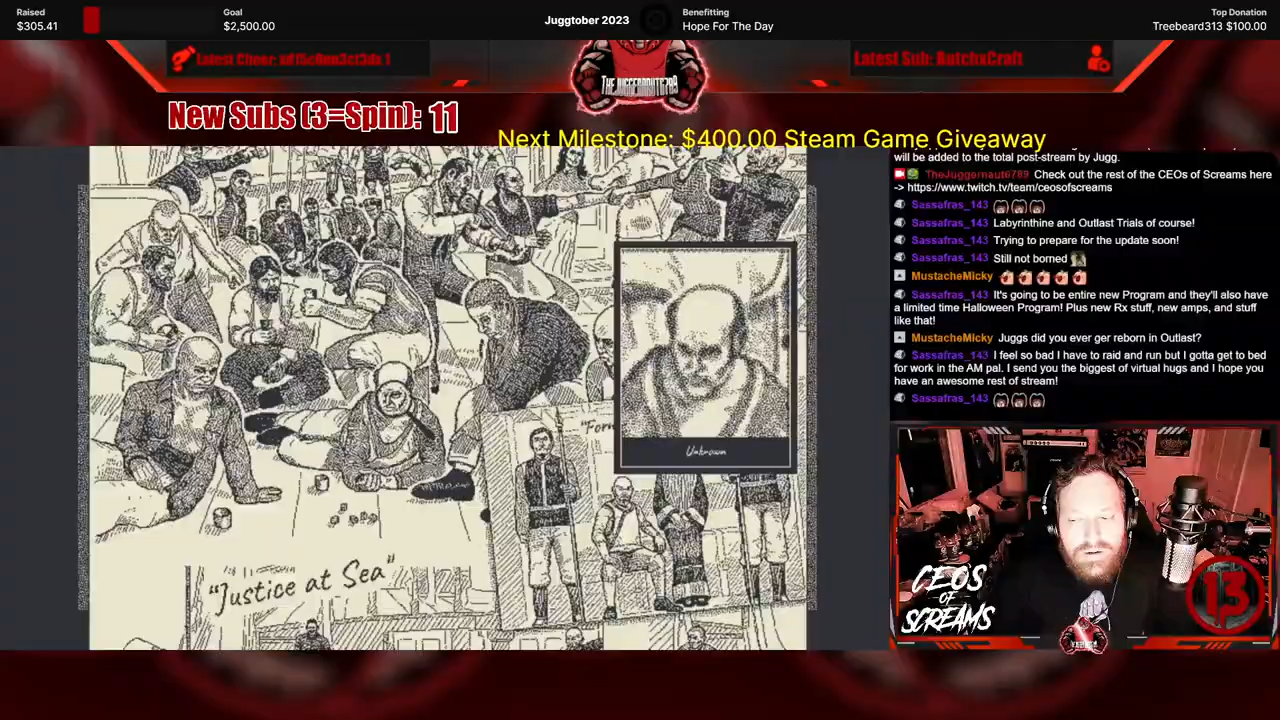 Raised
$305.41
Goal
$2,500.00
Juggtober 2023
Benefitting
Hope For The Day
Top Donation
Treebeard313 $100.00
Latest Sub: ButchxCraft
THEJUGGERNAUT6789
New Subs (3=Spin): 11
Next Milestone: $400.00 Steam Game Giveaway
will be added to the total post-stream by Jugg.
TheJuggernaut6789 Check out the rest of the CEOs of Screams here
-> https://www.twitch.tv/team/ceosofscreams
Sassafras_143
Sassafras_143 Labyrinthine and Outlast Trials of course!
Sassafras_143 Trying to prepare for the update soon!
Sassafras_143 Still not borned
MustacheMicky
Sassafras_143 It's going to be entire new Program and they'll also have
a limited time Halloween Program! Plus new Rx stuff, new amps, and stuff
like that!
MustacheMicky Juggs did you ever ger reborn in Outlast?
Sassafras_143 I feel so bad I have to raid and run but I gotta get to bed
for work in the AM pal. I send you the biggest of virtual hugs and I hope you
have an awesome rest of stream!
Sassafras_143
Unknown
"Justice at Sea"
CEOS
OF
SCREAMS
13